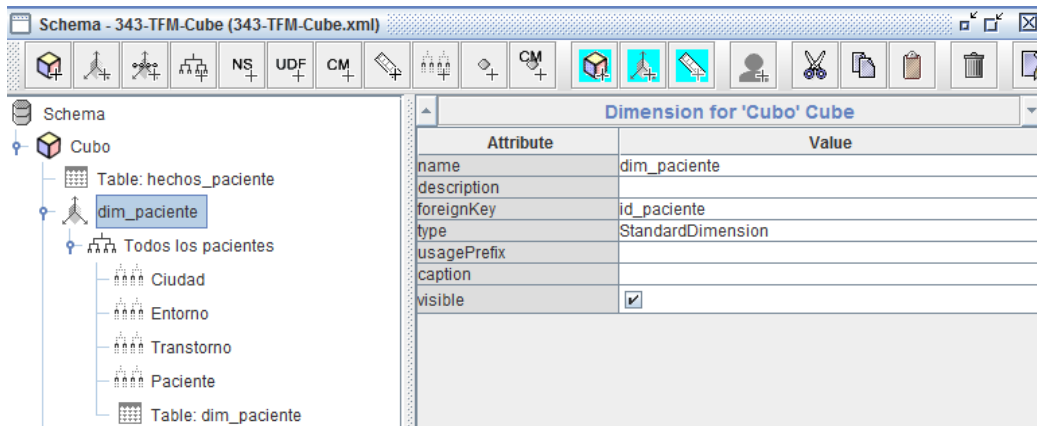 Schema - 343-TFM-Cube (343-TFM-Cube.xml)
NS UDF CM CM
Schema
Cubo
Table: hechos_paciente
dim_paciente
Todos los pacientes
Ciudad
Entorno
Transtorno
Paciente
Table: dim_paciente
Dimension for 'Cubo' Cube
Attribute Value
name dim_paciente
description
foreignKey id_paciente
type StandardDimension
usagePrefix
caption
visible